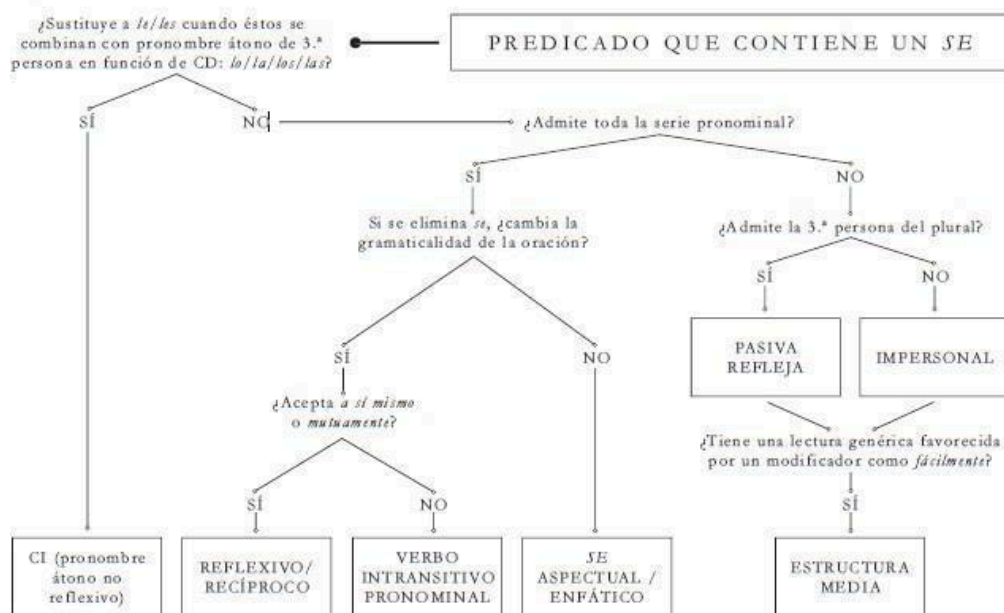 ¿Sustituye a le/les cuando éstos se
combinan con pronombre átono de 3.ª
persona en función de CD: lo/la/los/las?
PREDICADO QUE CONTIENE UN SE
SÍ
NO
¿Admite toda la serie pronominal?
SÍ
NO
Si se elimina se, ¿cambia la
gramaticalidad de la oración?
¿Admite la 3.ª persona del plural?
SÍ
NO
PASIVA
REFLEJA
IMPERSONAL
SÍ
NO
¿Acepta a sí mismo
o mutuamente?
¿Tiene una lectura genérica favorecida
por un modificador como fácilmente?
SÍ
NO
SÍ
CI (pronombre
átono no
reflexivo)
REFLEXIVO/
RECÍPROCO
VERBO
INTRANSITIVO
PRONOMINAL
SE
ASPECTUAL /
ENFÁTICO
ESTRUCTURA
MEDIA